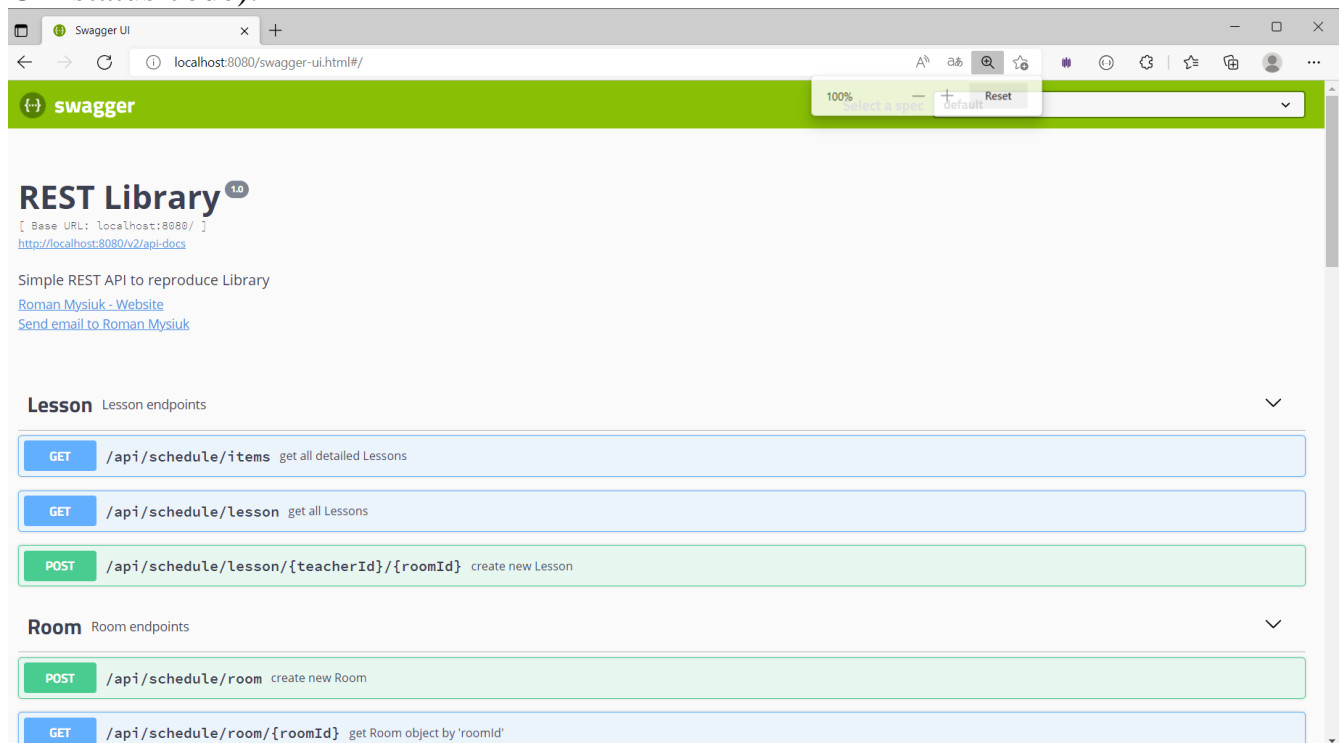 Swagger UI
localhost:8080/swagger-ui.html#/
swagger
100% Reset
Select a spec default
REST Library 1.0
[ Base URL: localhost:8080/ ]
http://localhost:8080/v2/api-docs
Simple REST API to reproduce Library
Roman Mysiuk - Website
Send email to Roman Mysiuk
Lesson Lesson endpoints
GET /api/schedule/items get all detailed Lessons
GET /api/schedule/lesson get all Lessons
POST /api/schedule/lesson/{teacherId}/{roomId} create new Lesson
Room Room endpoints
POST /api/schedule/room create new Room
GET /api/schedule/room/{roomId} get Room object by 'roomId'